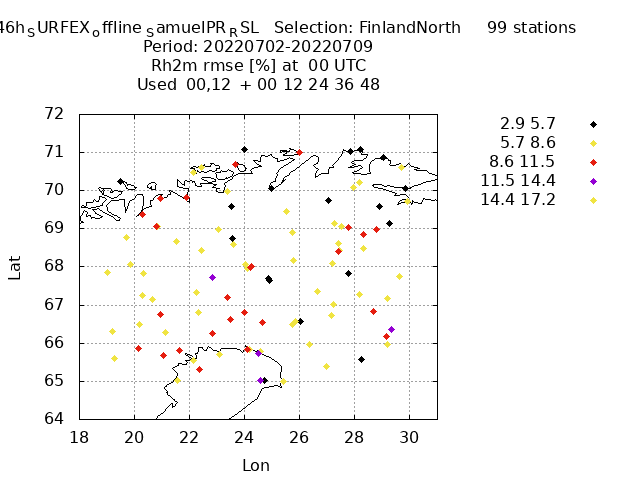 46h_SURFEX_offline_SamuelPR_RSL Selection: FinlandNorth 99 stations
Period: 20220702-20220709
Rh2m rmse [%] at 00 UTC
Used 00,12 + 00 12 24 36 48
2.9 5.7
5.7 8.6
8.6 11.5
11.5 14.4
14.4 17.2
72
71
70
69
68
67
66
65
64
Lat
18 20 22 24 26 28 30
Lon